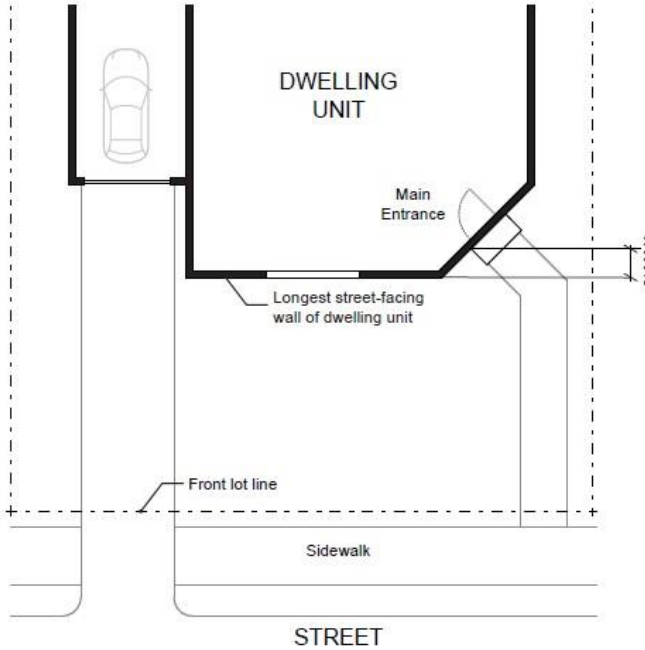 DWELLING
UNIT
Main
Entrance
Longest street-facing
wall of dwelling unit
Front lot line
Sidewalk
STREET